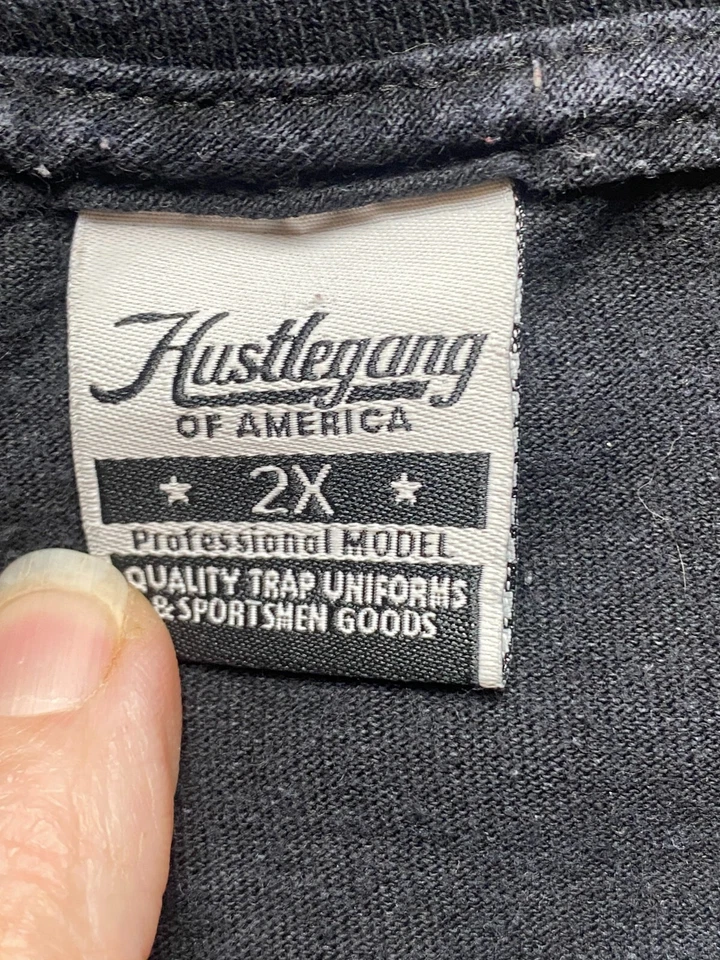 Hustlegang
OF AMERICA
2X
Professional MODEL
QUALITY TRAP UNIFORMS
& SPORTSMEN GOODS